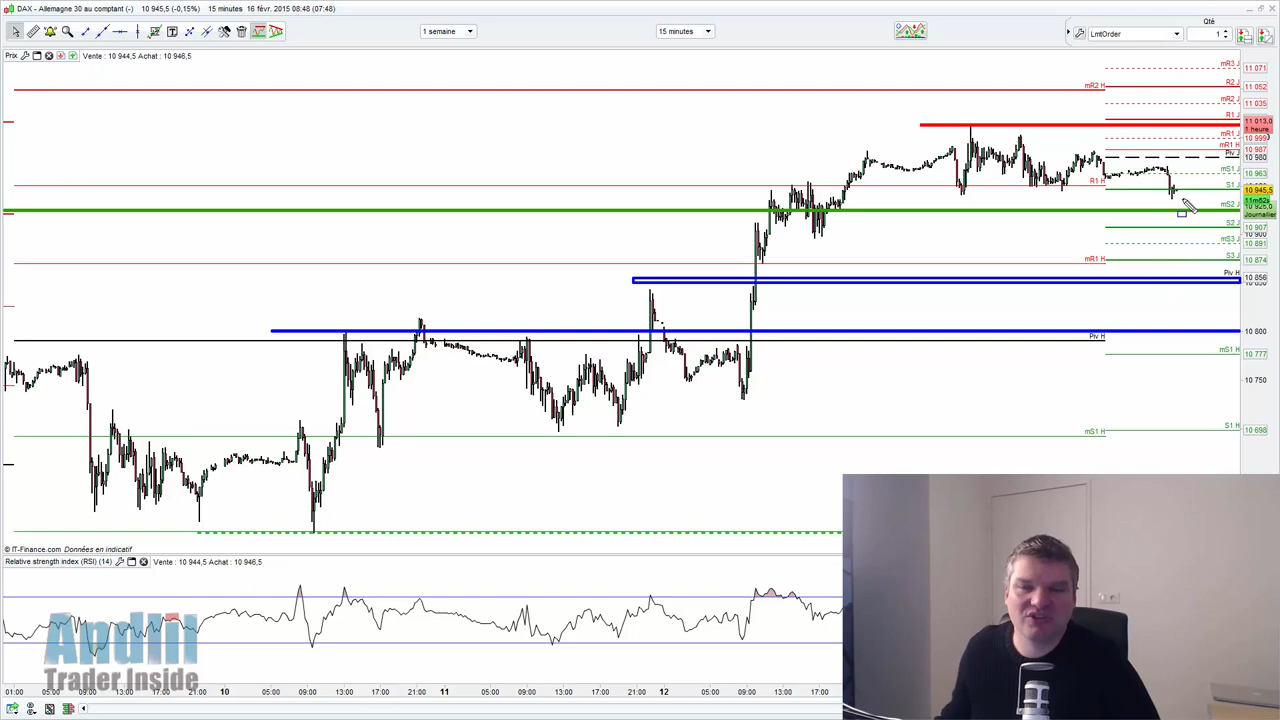 DAX - Allemagne 30 au comptant (-) 10 945,5 (-0,15%) 15 minutes 16 févr. 2015 08:48 (07:48)
1 semaine
15 minutes
LmtOrder
Qté
1
Prix
Vente : 10 944,5 Achat : 10 946,5
mR3 J 11 071
mR2 H
R2 J 11 052
mR2 J 11 035
R1 J
11 013,0
1 heure
mR1 J 10 999
mR1 H 10 987
Piv J 10 980
mS1 J 10 963
R1 H
S1 J
10 945,5
11m52s
mS2 J
10 925,0
Journalier
S2 J 10 907
10 900
mS3 J 10 891
mR1 H
S3 J 10 874
Piv H 10 856
10 800
Piv H
mS1 H 10 777
10 750
mS1 H
S1 H 10 698
© IT-Finance.com Données en indicatif
Relative strength index (RSI) (14)
Vente : 10 944,5 Achat : 10 946,5
Andlil
Trader Inside
01:00 05:00 09:00 13:00 17:00 21:00 10 05:00 09:00 13:00 17:00 21:00 11 05:00 09:00 13:00 17:00 21:00 12 05:00 09:00 13:00 17:00